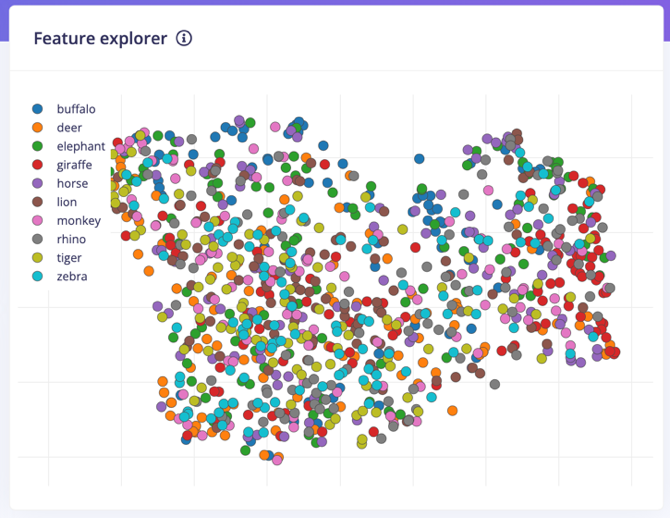 Feature explorer
buffalo
deer
elephant
giraffe
horse
lion
monkey
rhino
tiger
zebra